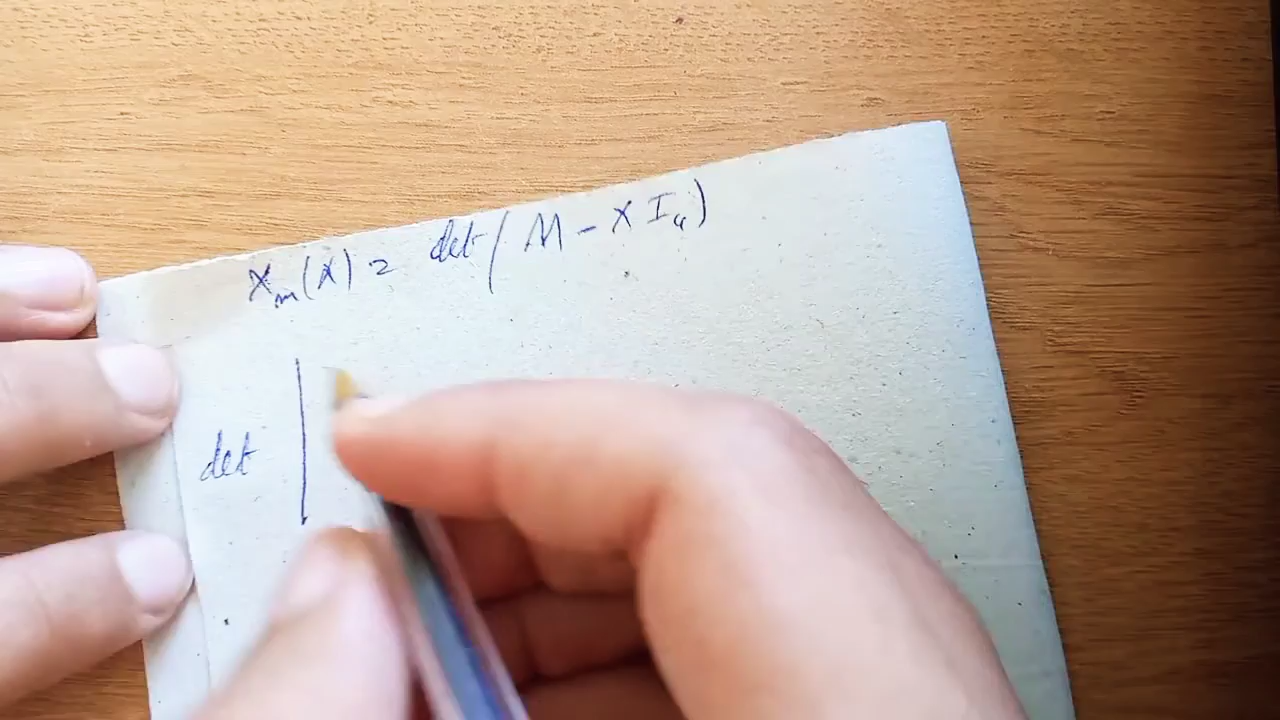 χₘ(X) = det(M - X I₄)
det |